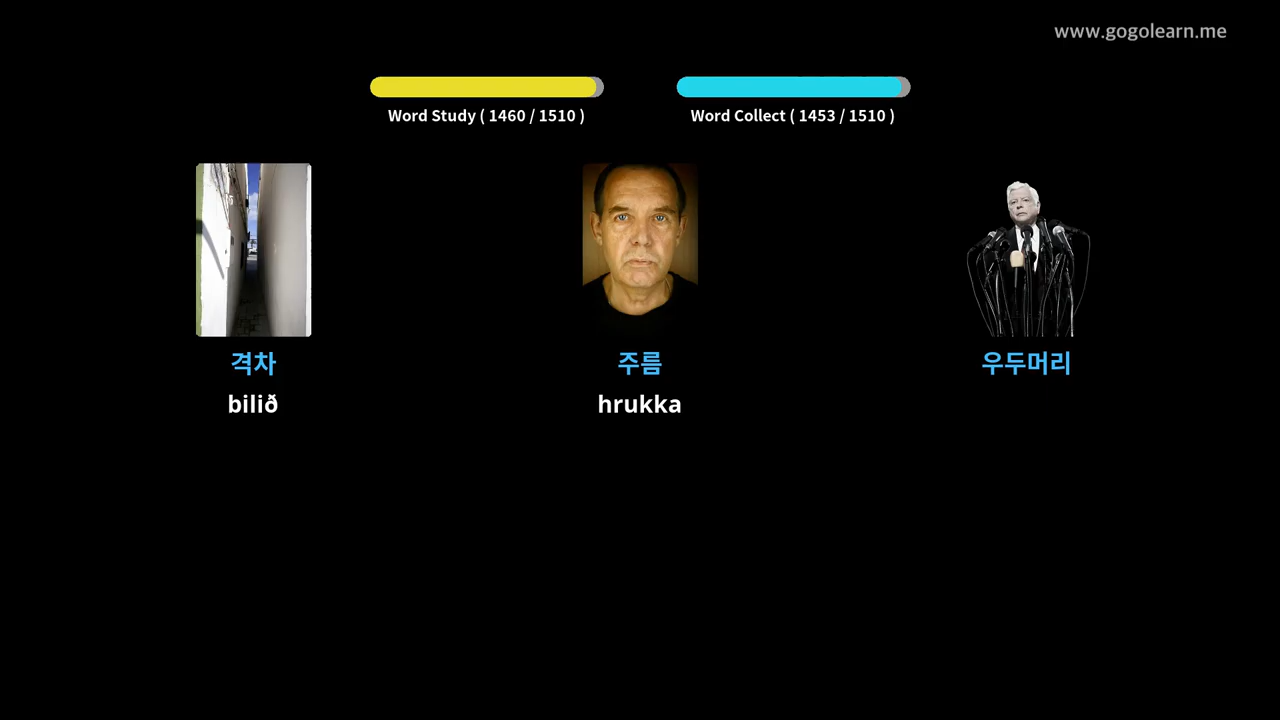 www.gogolearn.me
Word Study ( 1460 / 1510 )
Word Collect ( 1453 / 1510 )
격차
주름
우두머리
bilið
hrukka